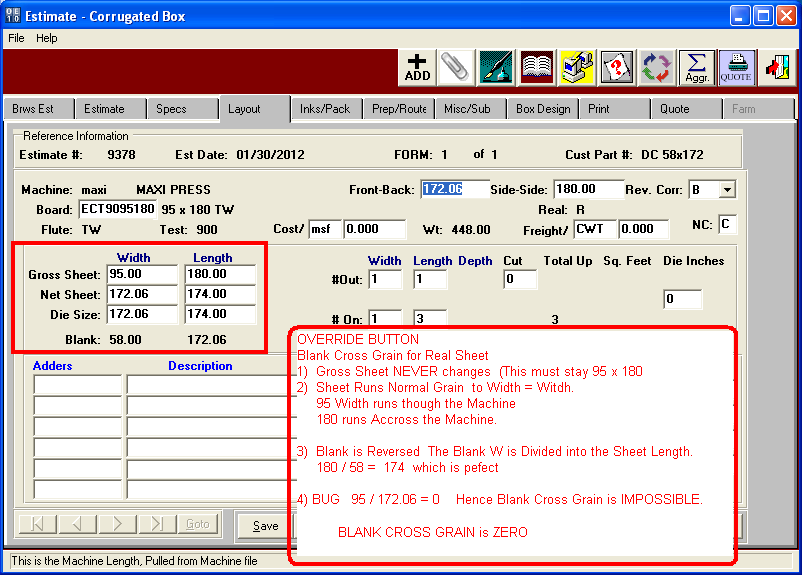 Estimate - Corrugated Box
File Help
ADD Aggr. QUOTE
Brws Est Estimate Specs Layout Inks/Pack Prep/Route Misc/Sub Box Design Print Quote Farm
Reference Information
Estimate #: 9378 Est Date: 01/30/2012 FORM: 1 of 1 Cust Part #: DC 58x172
Machine: maxi MAXI PRESS Front-Back: 172.06 Side-Side: 180.00 Rev. Corr: B
Board: ECT9095180 95 x 180 TW Real: R
Flute: TW Test: 900 Cost/ msf 0.000 Wt: 448.00 Freight/ CWT 0.000 NC: C
Width Length Width Length Depth Cut Total Up Sq. Feet Die Inches
Gross Sheet: 95.00 180.00 #Out: 1 1 0
Net Sheet: 172.06 174.00 0
Die Size: 172.06 174.00 # On: 1 3 3
Blank: 58.00 172.06
Adders Description
OVERRIDE BUTTON
Blank Cross Grain for Real Sheet
1) Gross Sheet NEVER changes (This must stay 95 x 180
2) Sheet Runs Normal Grain to Width = Witdh.
95 Width runs though the Machine
180 runs Accross the Machine.
3) Blank is Reversed The Blank W is Divided into the Sheet Length.
180 / 58 = 174 which is pefect
4) BUG 95 / 172.06 = 0 Hence Blank Cross Grain is IMPOSSIBLE.
BLANK CROSS GRAIN is ZERO
Goto Save
This is the Machine Length, Pulled from Machine file